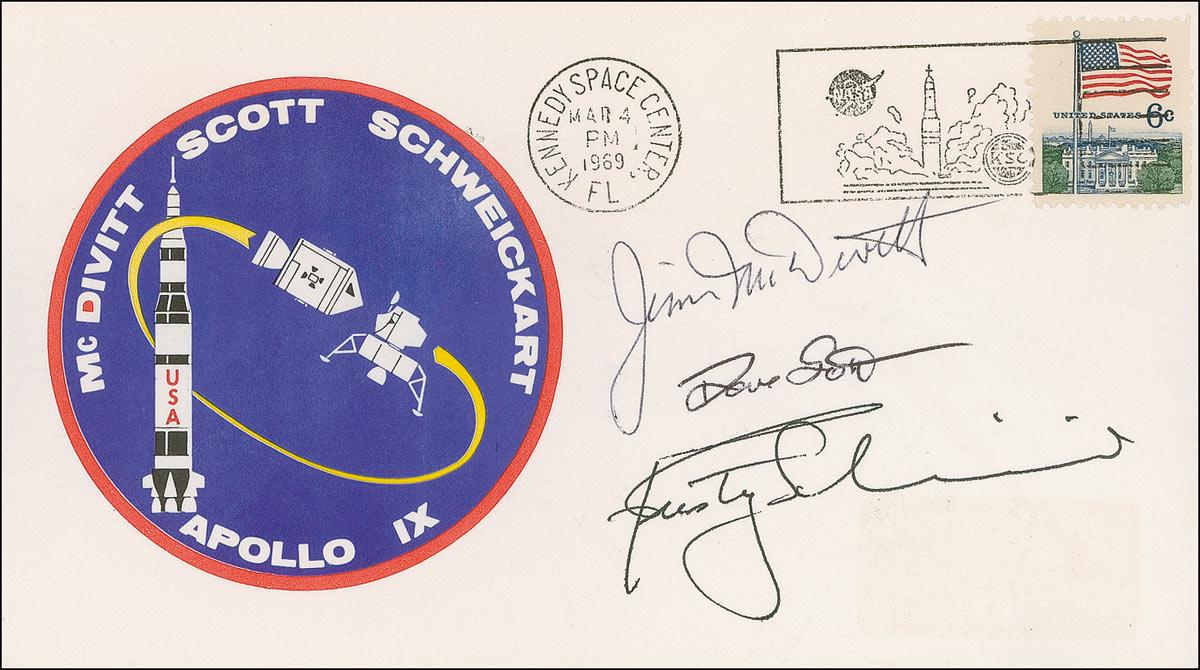 McDIVITT SCOTT SCHWEICKART
USA
APOLLO IX
KENNEDY SPACE CENTER
MAR 4
PM
1969
FL
NASA
KSC
UNITED STATES 6c
Jim McDivitt
Dave Scott
Rusty Schweickart